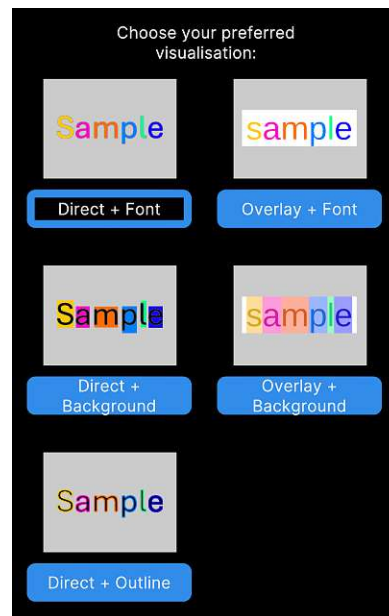 Choose your preferred
visualisation:
Sample
sample
Direct + Font
Overlay + Font
Sample
sample
Direct +
Background
Overlay +
Background
Sample
Direct + Outline